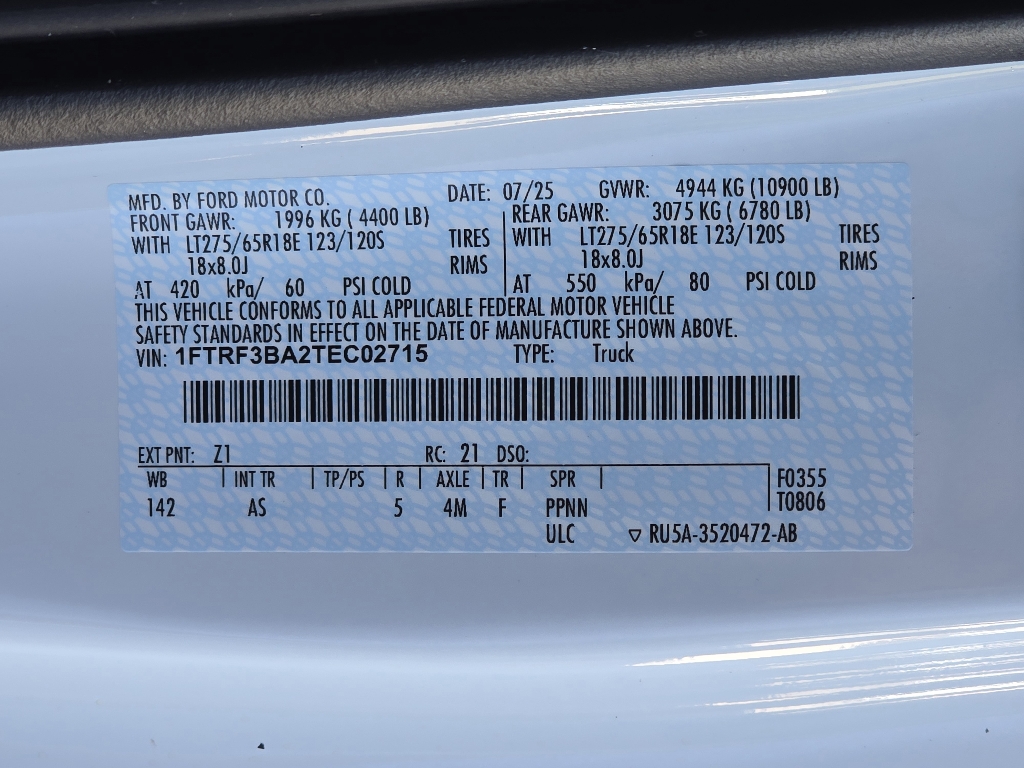 MFD. BY FORD MOTOR CO. DATE: 07/25 GVWR: 4944 KG (10900 LB)
FRONT GAWR: 1996 KG ( 4400 LB) REAR GAWR: 3075 KG ( 6780 LB)
WITH LT275/65R18E 123/120S TIRES WITH LT275/65R18E 123/120S TIRES
18x8.0J RIMS 18x8.0J RIMS
AT 420 kPa/ 60 PSI COLD AT 550 kPa/ 80 PSI COLD
THIS VEHICLE CONFORMS TO ALL APPLICABLE FEDERAL MOTOR VEHICLE
SAFETY STANDARDS IN EFFECT ON THE DATE OF MANUFACTURE SHOWN ABOVE.
VIN: 1FTRF3BA2TEC02715 TYPE: Truck
EXT PNT: Z1 RC: 21 DSO:
WB INT TR TP/PS R AXLE TR SPR F0355
142 AS 5 4M F PPNN T0806
ULC ▽ RU5A-3520472-AB